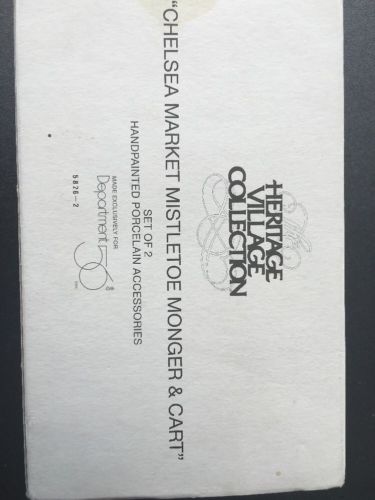 The
HERITAGE
VILLAGE
COLLECTION
"CHELSEA MARKET MISTLETOE MONGER & CART"
SET OF 2
HANDPAINTED PORCELAIN ACCESSORIES
MADE EXCLUSIVELY FOR
Department 56
5826-2